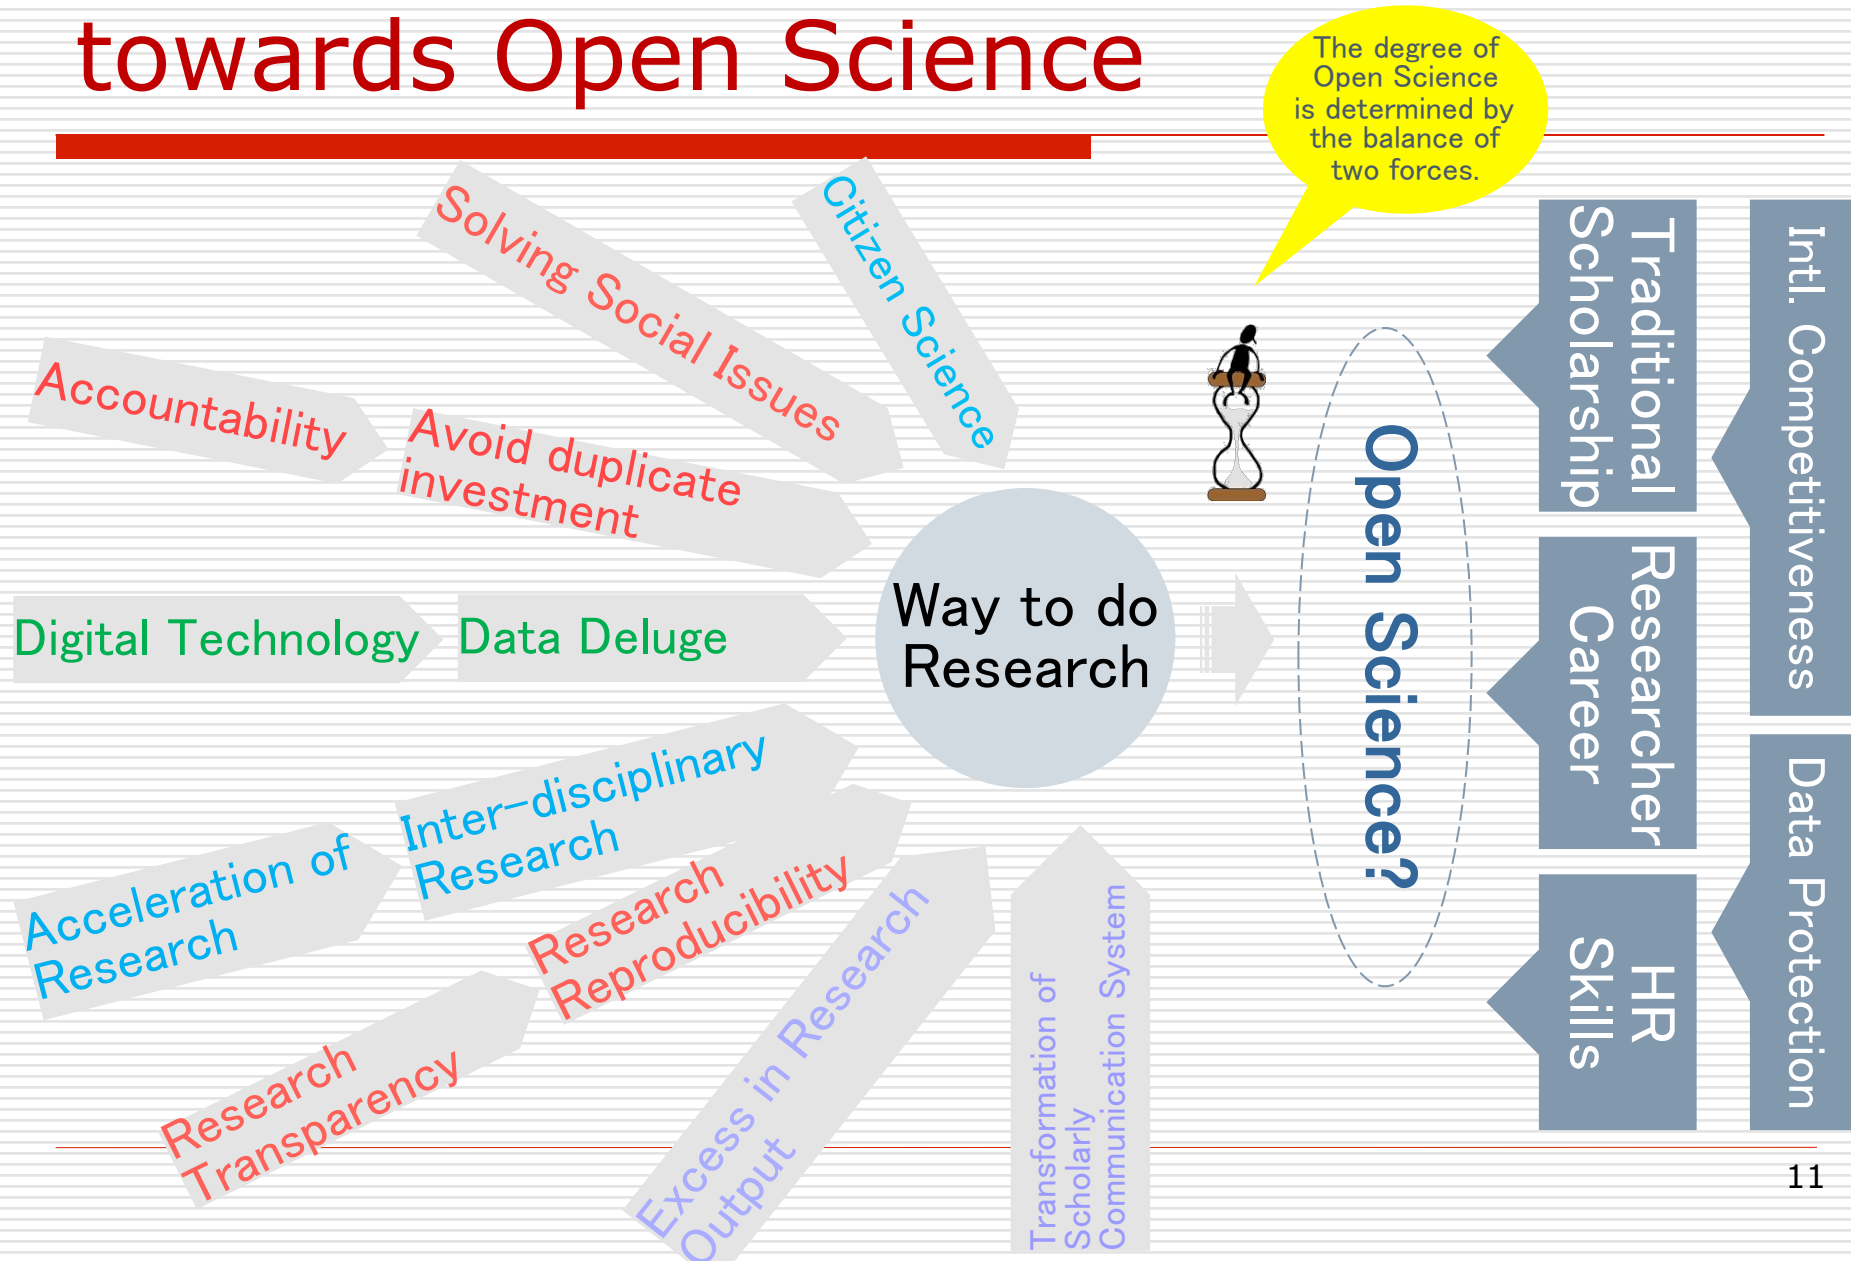 towards Open Science
The degree of
Open Science
is determined by
the balance of
two forces.
Solving Social Issues
Citizen Science
Accountability
Avoid duplicate
investment
Digital Technology
Data Deluge
Way to do
Research
Inter-disciplinary
Research
Acceleration of
Research
Research
Reproducibility
Research
Transparency
Excess in Research
Output
Transformation of
Scholarly
Communication System
Open Science?
Traditional
Scholarship
Researcher
Career
HR
Skills
Intl. Competitiveness
Data Protection
11